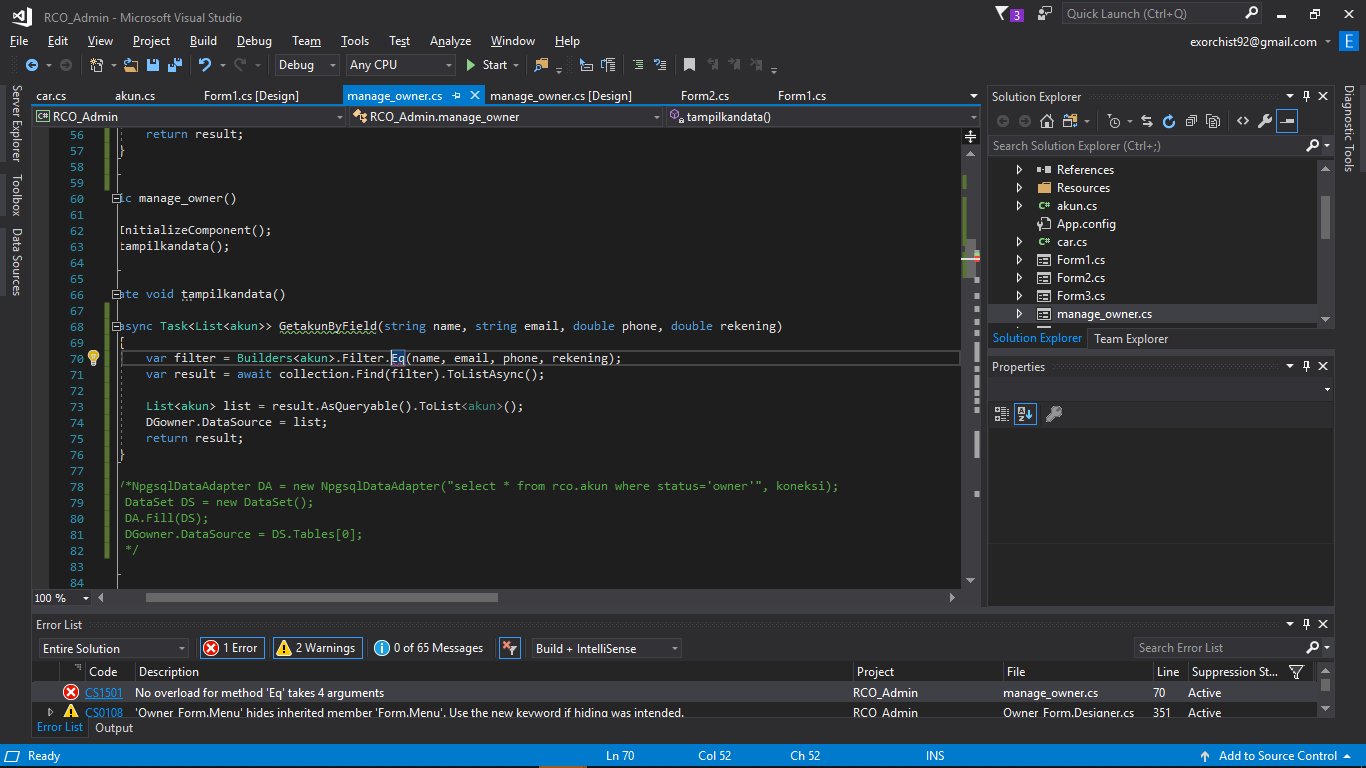 RCO_Admin - Microsoft Visual Studio
3
Quick Launch (Ctrl+Q)
File Edit View Project Build Debug Team Tools Test Analyze Window Help
exorchist92@gmail.com
E
Debug Any CPU Start
car.cs akun.cs Form1.cs [Design] manage_owner.cs manage_owner.cs [Design] Form2.cs Form1.cs
RCO_Admin RCO_Admin.manage_owner tampilkandata()
Server Explorer
Toolbox
Data Sources
56 return result;
57 }
58
59
60 ic manage_owner()
61
62 InitializeComponent();
63 tampilkandata();
64
65
66 ate void tampilkandata()
67
68 async Task<List<akun>> GetakunByField(string name, string email, double phone, double rekening)
69 {
70 var filter = Builders<akun>.Filter.Eq(name, email, phone, rekening);
71 var result = await collection.Find(filter).ToListAsync();
72
73 List<akun> list = result.AsQueryable().ToList<akun>();
74 DGowner.DataSource = list;
75 return result;
76 }
77
78 /*NpgsqlDataAdapter DA = new NpgsqlDataAdapter("select * from rco.akun where status='owner'", koneksi);
79 DataSet DS = new DataSet();
80 DA.Fill(DS);
81 DGowner.DataSource = DS.Tables[0];
82 */
83
84
100 %
Solution Explorer
Search Solution Explorer (Ctrl+;)
References
Resources
akun.cs
App.config
car.cs
Form1.cs
Form2.cs
Form3.cs
manage_owner.cs
Solution Explorer Team Explorer
Properties
Diagnostic Tools
Error List
Entire Solution 1 Error 2 Warnings 0 of 65 Messages Build + IntelliSense Search Error List
Code Description Project File Line Suppression St...
CS1501 No overload for method 'Eq' takes 4 arguments RCO_Admin manage_owner.cs 70 Active
CS0108 'Owner_Form.Menu' hides inherited member 'Form.Menu'. Use the new keyword if hiding was intended. RCO_Admin Owner_Form.Designer.cs 351 Active
Error List Output
Ready Ln 70 Col 52 Ch 52 INS Add to Source Control